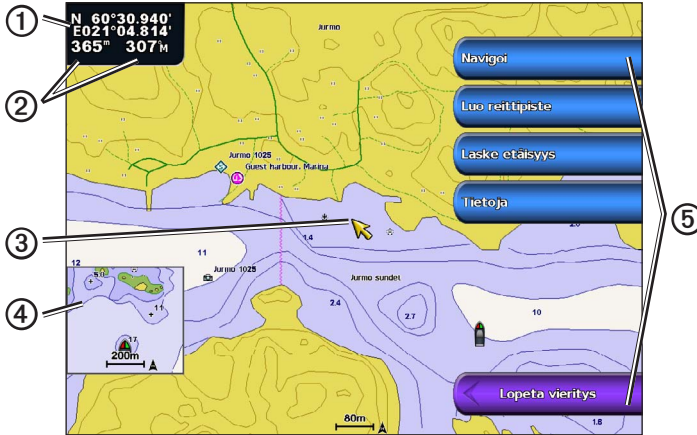 ①
N 60°30.940'
E021°04.814'
365m 307°M
②
③
④
⑤
Jurmo
Navigoi
Luo reittipiste
Laske etäisyys
Tietoja
Lopeta vieritys
Jurmo 1025
Guest harbour, Marina
1.4
11
12
Jurmo 1025
Jurmo sundet
2.4
2.7
10
1.8
11
17
200m
80m